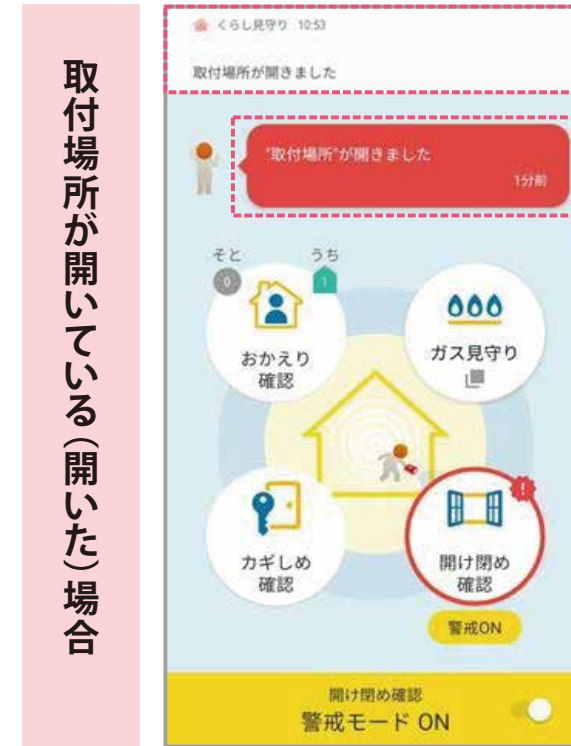 取付場所が開いている(開いた)場合
くらし見守り 10:53
取付場所が開きました
"取付場所"が開きました
1分前
そと
0
うち
1
おかえり
確認
ガス見守り
カギしめ
確認
開け閉め
確認
警戒ON
開け閉め確認
警戒モード ON